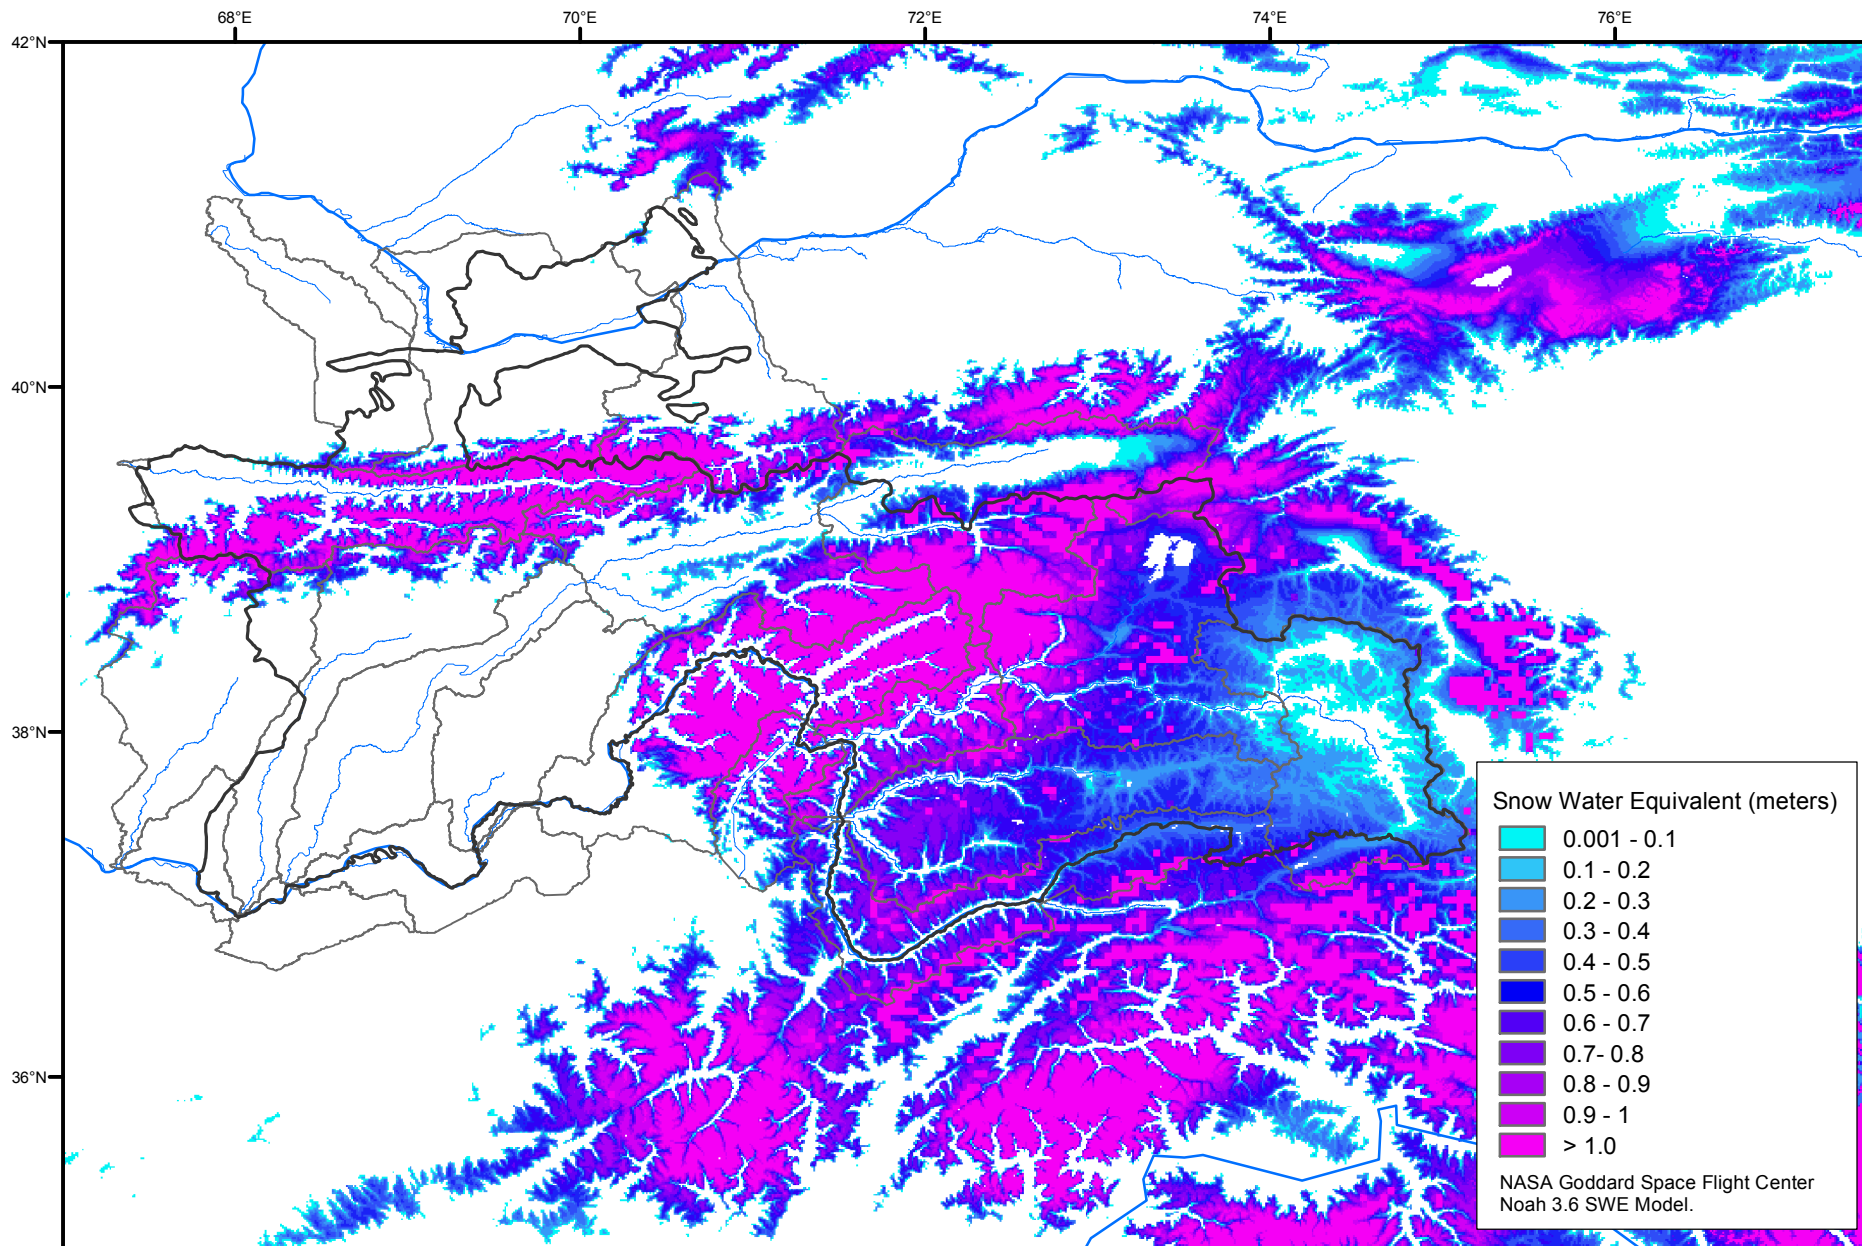 68°E
70°E
72°E
74°E
76°E
42°N
40°N
38°N
36°N
Snow Water Equivalent (meters)
0.001 - 0.1
0.1 - 0.2
0.2 - 0.3
0.3 - 0.4
0.4 - 0.5
0.5 - 0.6
0.6 - 0.7
0.7- 0.8
0.8 - 0.9
0.9 - 1
> 1.0
NASA Goddard Space Flight Center
Noah 3.6 SWE Model.